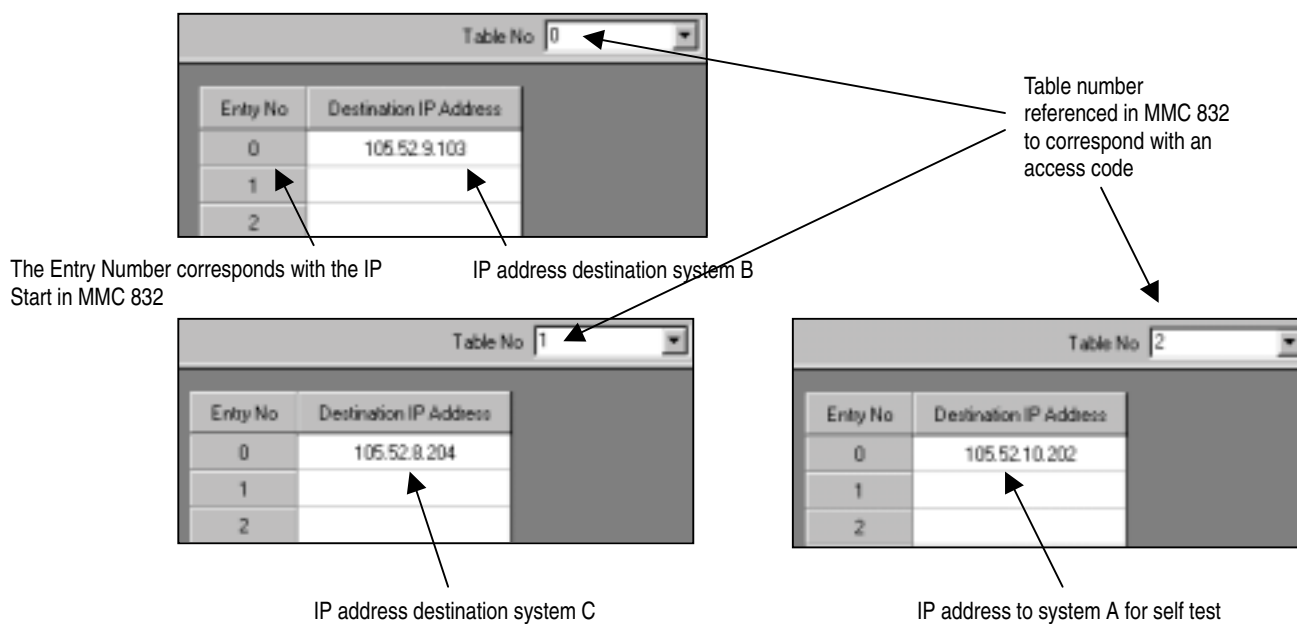 Table No 0
Entry No Destination IP Address
0 105.52.9.103
1
2
Table number
referenced in MMC 832
to correspond with an
access code
The Entry Number corresponds with the IP
Start in MMC 832
IP address destination system B
Table No 1
Entry No Destination IP Address
0 105.52.8.204
1
2
Table No 2
Entry No Destination IP Address
0 105.52.10.202
1
2
IP address destination system C
IP address to system A for self test